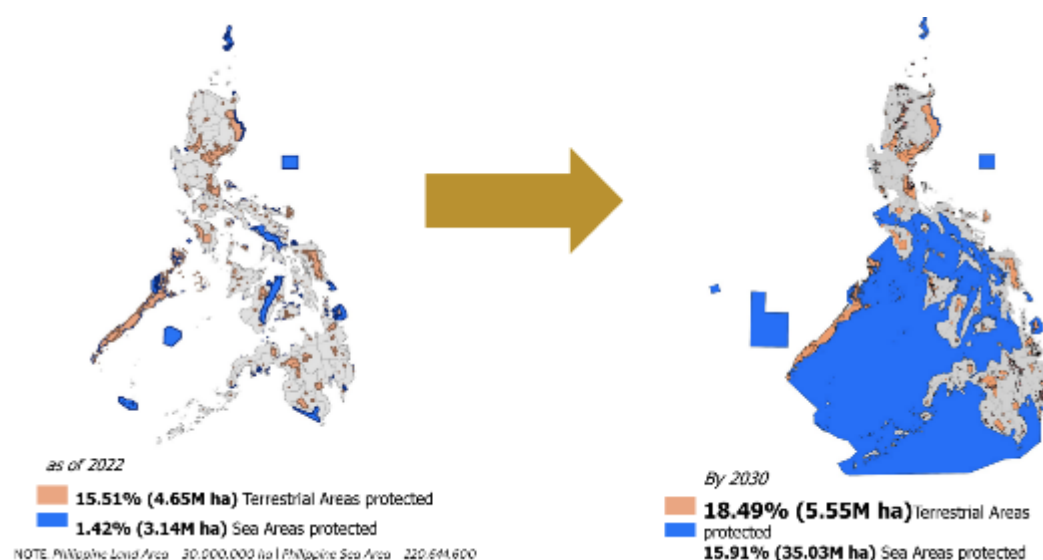 as of 2022
15.51% (4.65M ha) Terrestrial Areas protected
1.42% (3.14M ha) Sea Areas protected
NOTE: Philippine Land Area 30,000,000 ha | Philippine Sea Area 220,644,600
By 2030
18.49% (5.55M ha) Terrestrial Areas
protected
15.91% (35.03M ha) Sea Areas protected